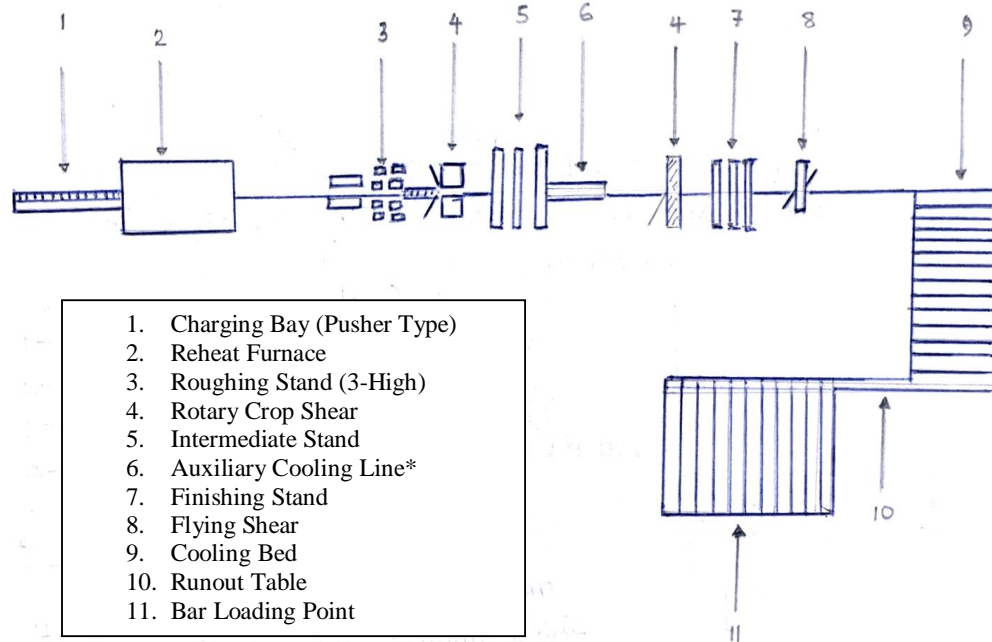 1 2 3 4 5 6 4 7 8 9
1. Charging Bay (Pusher Type)
2. Reheat Furnace
3. Roughing Stand (3-High)
4. Rotary Crop Shear
5. Intermediate Stand
6. Auxiliary Cooling Line*
7. Finishing Stand
8. Flying Shear
9. Cooling Bed
10. Runout Table
11. Bar Loading Point
10
11